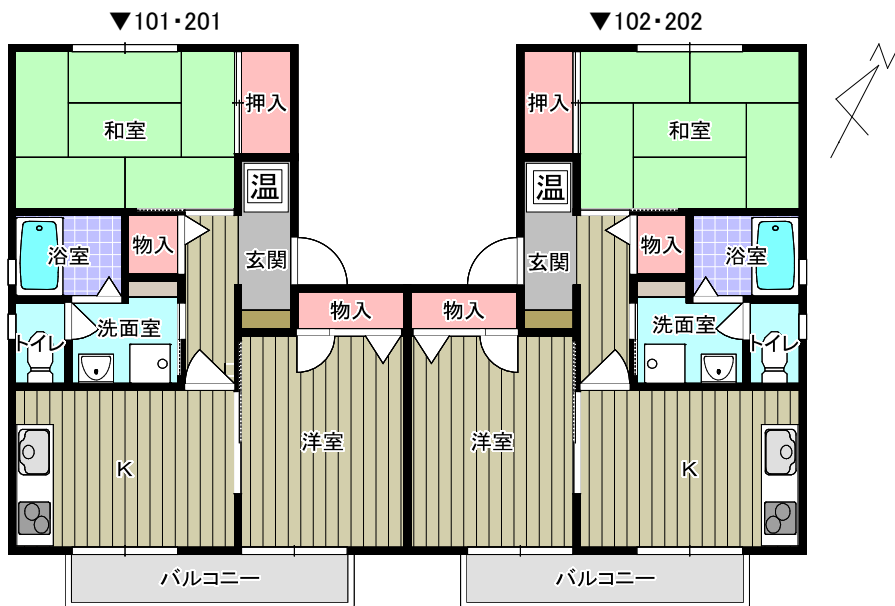 ▼101・201
▼102・202
N
押入
押入
和室
和室
温
温
物入
物入
浴室
浴室
玄関
玄関
物入
物入
洗面室
洗面室
トイレ
トイレ
洋室
洋室
K
K
バルコニー
バルコニー